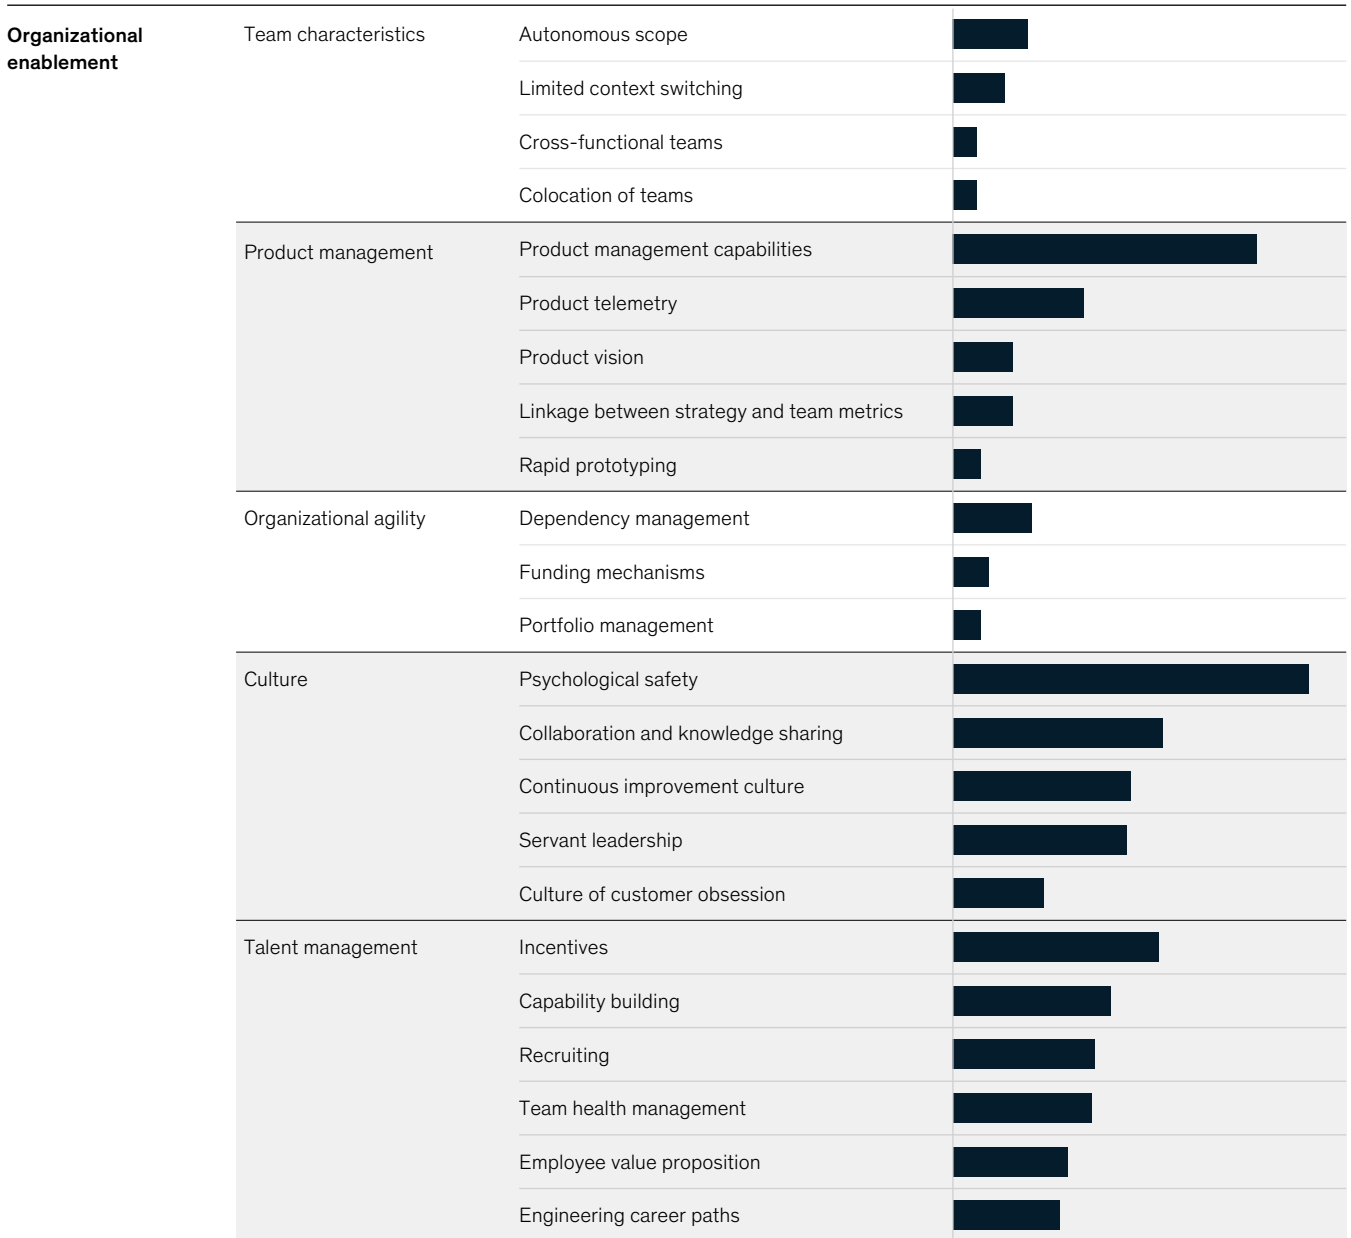 Organizational
enablement
Team characteristics
Autonomous scope
Limited context switching
Cross-functional teams
Colocation of teams
Product management
Product management capabilities
Product telemetry
Product vision
Linkage between strategy and team metrics
Rapid prototyping
Organizational agility
Dependency management
Funding mechanisms
Portfolio management
Culture
Psychological safety
Collaboration and knowledge sharing
Continuous improvement culture
Servant leadership
Culture of customer obsession
Talent management
Incentives
Capability building
Recruiting
Team health management
Employee value proposition
Engineering career paths